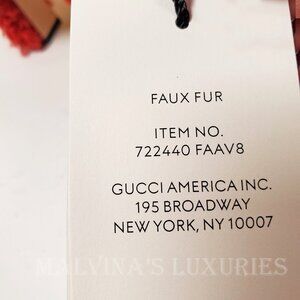 FAUX FUR
ITEM NO.
722440 FAAV8
GUCCI AMERICA INC.
195 BROADWAY
NEW YORK, NY 10007
MALVINA'S LUXURIES